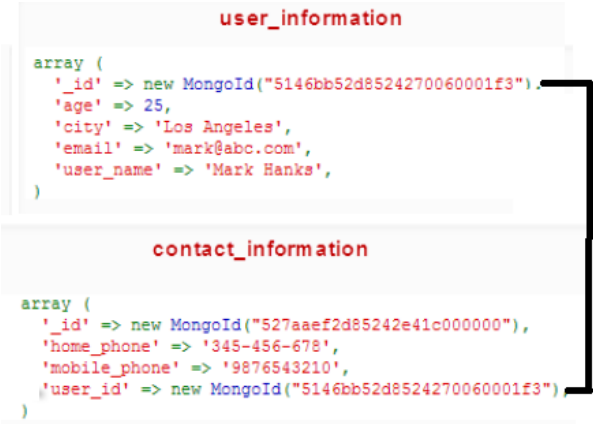 user_information
array (
'_id' => new MongoId("5146bb52d8524270060001f3"),
'age' => 25,
'city' => 'Los Angeles',
'email' => 'mark@abc.com',
'user_name' => 'Mark Hanks',
)
contact_information
array (
'_id' => new MongoId("527aaef2d85242e41c000000"),
'home_phone' => '345-456-678',
'mobile_phone' => '9876543210',
'user_id' => new MongoId("5146bb52d8524270060001f3"),
)